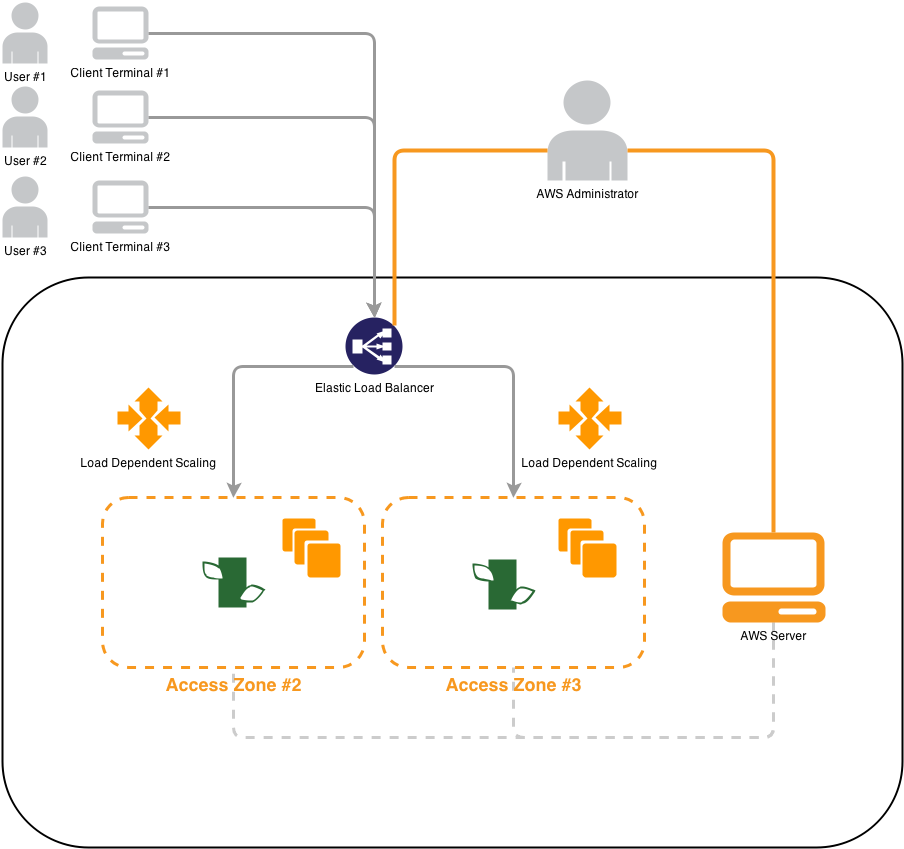 User #1
Client Terminal #1
User #2
Client Terminal #2
AWS Administrator
User #3
Client Terminal #3
Elastic Load Balancer
Load Dependent Scaling
Load Dependent Scaling
AWS Server
Access Zone #2
Access Zone #3